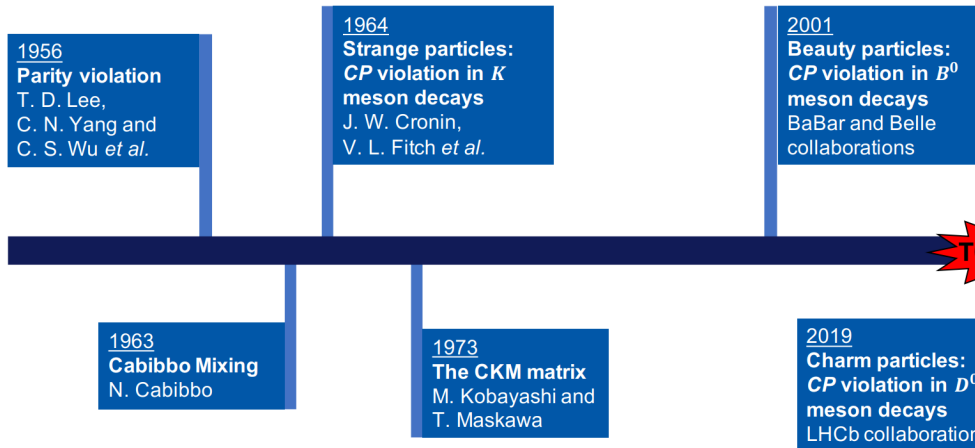 1956
Parity violation
T. D. Lee,
C. N. Yang and
C. S. Wu et al.
1964
Strange particles:
CP violation in K
meson decays
J. W. Cronin,
V. L. Fitch et al.
2001
Beauty particles:
CP violation in B⁰
meson decays
BaBar and Belle
collaborations
T
1963
Cabibbo Mixing
N. Cabibbo
1973
The CKM matrix
M. Kobayashi and
T. Maskawa
2019
Charm particles:
CP violation in D⁰
meson decays
LHCb collaboration